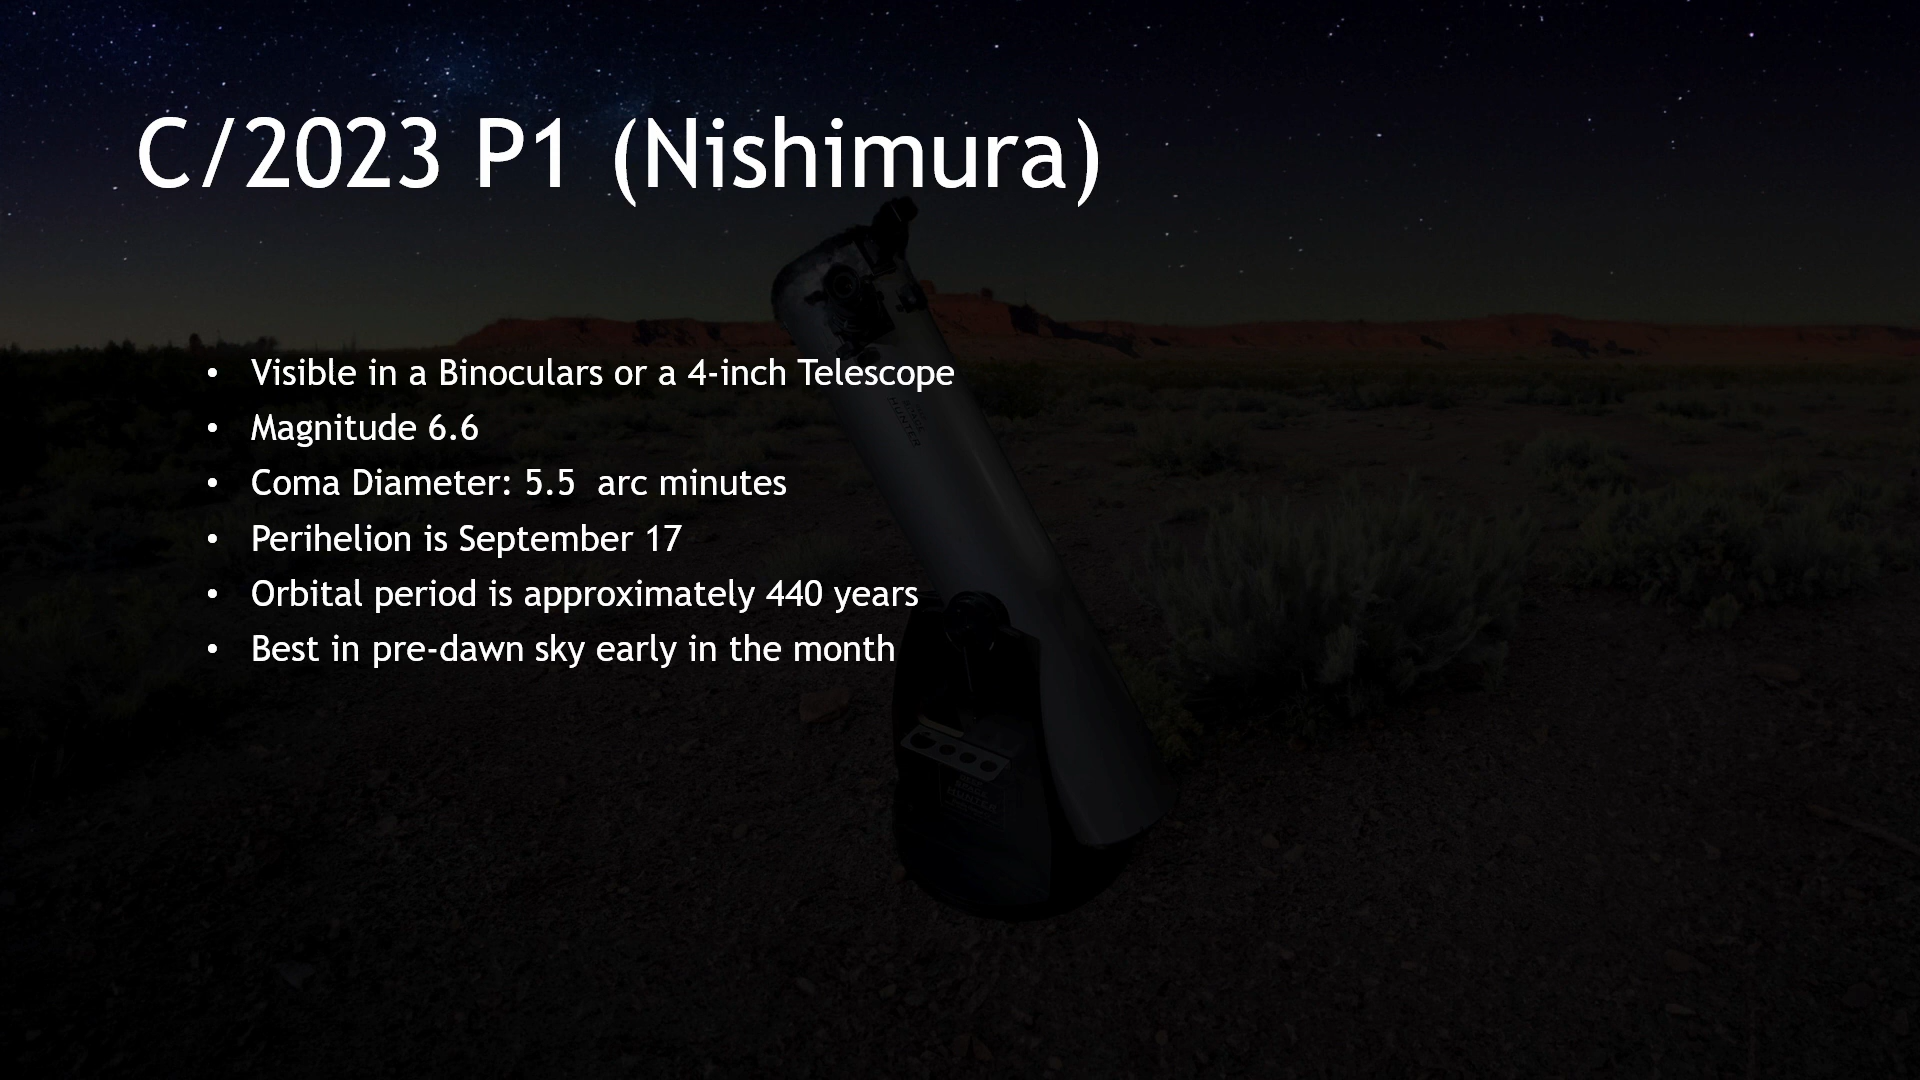 C/2023 P1 (Nishimura)
• Visible in a Binoculars or a 4-inch Telescope
• Magnitude 6.6
• Coma Diameter: 5.5  arc minutes
• Perihelion is September 17
• Orbital period is approximately 440 years
• Best in pre-dawn sky early in the month
HUNTER
HUNTER